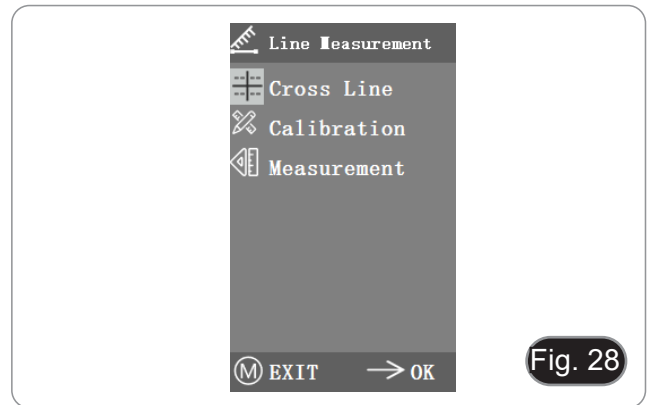 Line Measurement
Cross Line
Calibration
Measurement
M EXIT → OK
Fig. 28